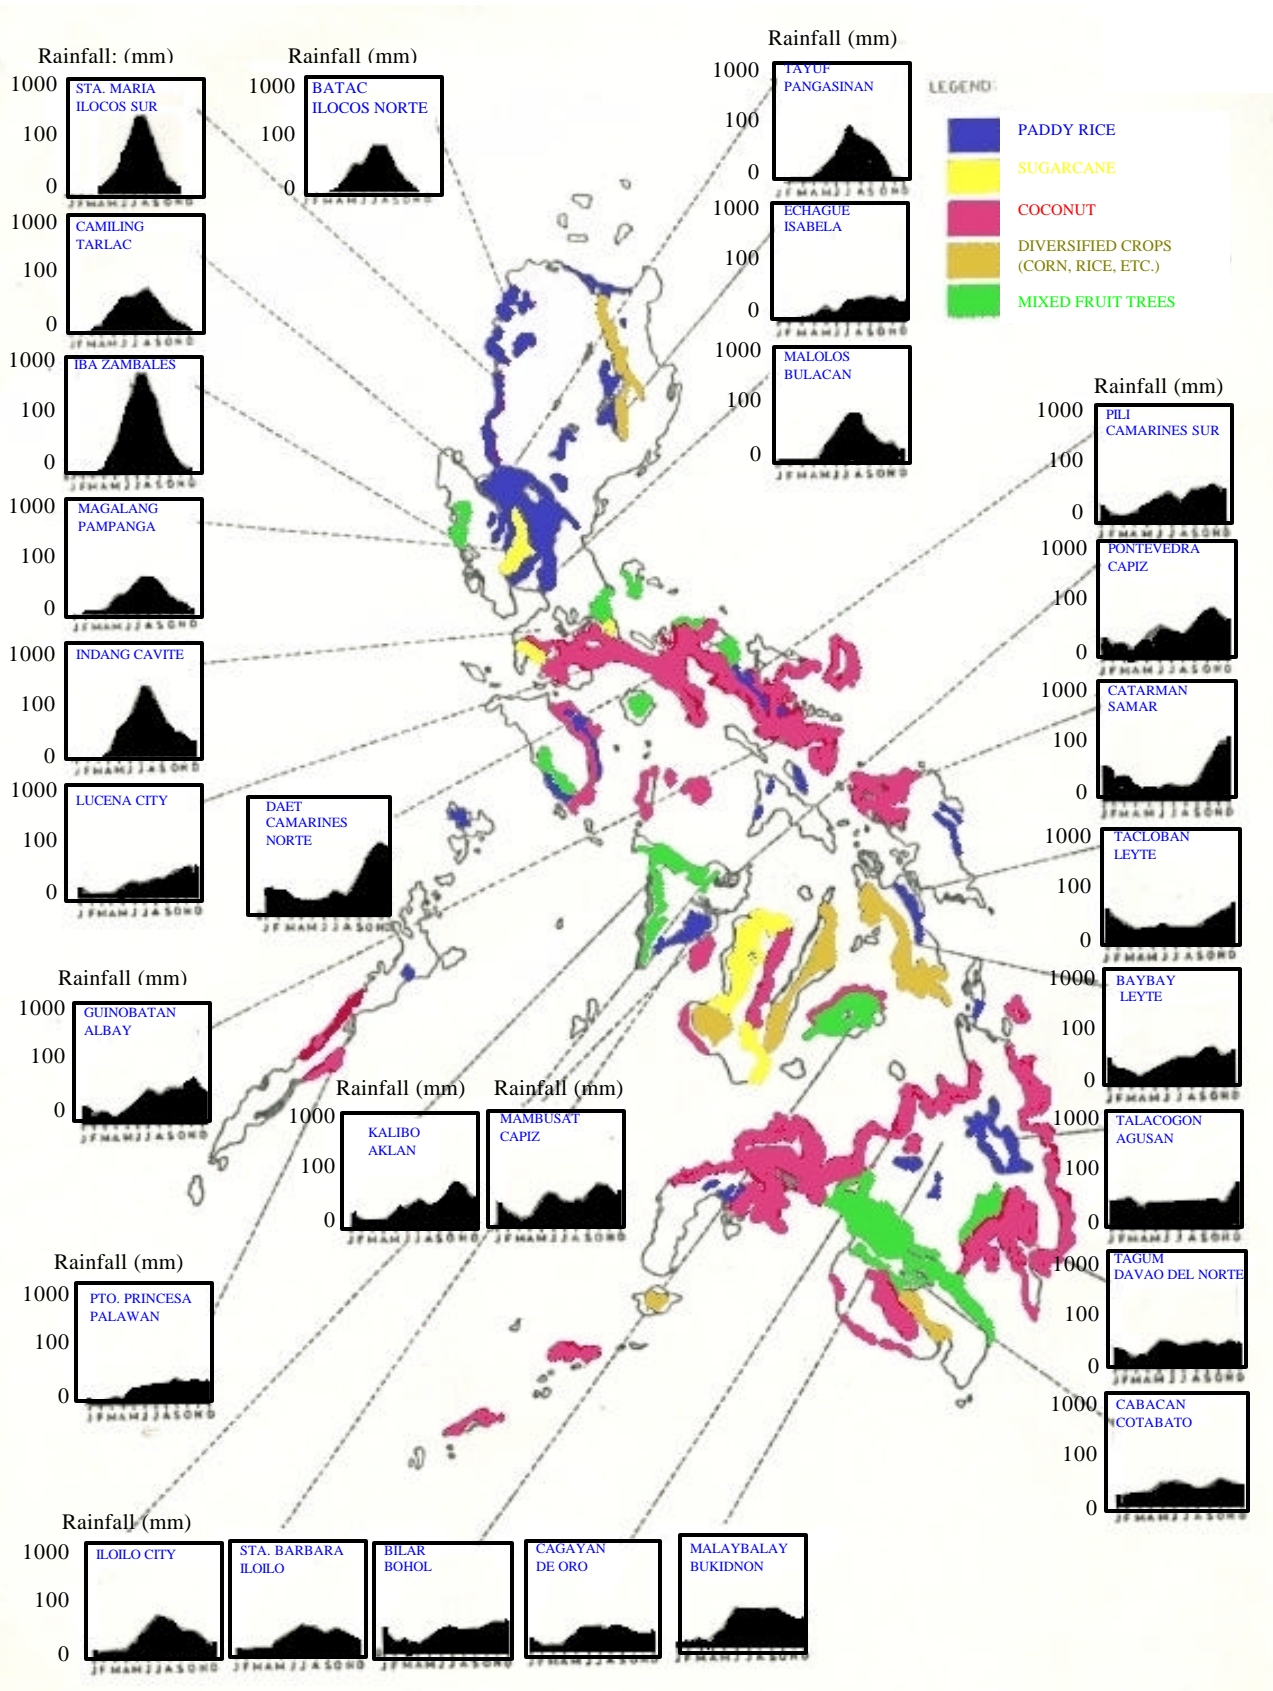 Rainfall: (mm)
1000
100
0
STA. MARIA
ILOCOS SUR
J F M A M J J A S O N D
Rainfall (mm)
1000
100
0
BATAC
ILOCOS NORTE
J F M A M J J A S O N D
Rainfall (mm)
1000
100
0
TAYUF
PANGASINAN
J F M A M J J A S O N D
LEGEND:
PADDY RICE
SUGARCANE
COCONUT
DIVERSIFIED CROPS
(CORN, RICE, ETC.)
MIXED FRUIT TREES
1000
100
0
CAMILING
TARLAC
J F M A M J J A S O N D
1000
100
0
ECHAGUE
ISABELA
J F M A M J J A S O N D
1000
100
0
IBA ZAMBALES
J F M A M J J A S O N D
1000
100
0
MALOLOS
BULACAN
J F M A M J J A S O N D
Rainfall (mm)
1000
100
0
PILI
CAMARINES SUR
J F M A M J J A S O N D
1000
100
0
MAGALANG
PAMPANGA
J F M A M J J A S O N D
1000
100
0
PONTEVEDRA
CAPIZ
J F M A M J J A S O N D
1000
100
0
INDANG CAVITE
J F M A M J J A S O N D
1000
100
0
CATARMAN
SAMAR
J F M A M J J A S O N D
1000
100
0
LUCENA CITY
J F M A M J J A S O N D
DAET
CAMARINES
NORTE
J F M A M J J A S O N D
1000
100
0
TACLOBAN
LEYTE
J F M A M J J A S O N D
Rainfall (mm)
1000
100
0
GUINOBATAN
ALBAY
J F M A M J J A S O N D
1000
100
0
BAYBAY
LEYTE
J F M A M J J A S O N D
Rainfall (mm)
1000
100
0
KALIBO
AKLAN
J F M A M J J A S O N D
Rainfall (mm)
MAMBUSAT
CAPIZ
J F M A M J J A S O N D
1000
100
0
TALACOGON
AGUSAN
J F M A M J J A S O N D
Rainfall (mm)
1000
100
0
PTO. PRINCESA
PALAWAN
J F M A M J J A S O N D
1000
100
0
TAGUM
DAVAO DEL NORTE
J F M A M J J A S O N D
1000
100
0
CABACAN
COTABATO
J F M A M J J A S O N D
Rainfall (mm)
1000
100
0
ILOILO CITY
J F M A M J J A S O N D
STA. BARBARA
ILOILO
J F M A M J J A S O N D
BILAR
BOHOL
J F M A M J J A S O N D
CAGAYAN
DE ORO
J F M A M J J A S O N D
MALAYBALAY
BUKIDNON
J F M A M J J A S O N D